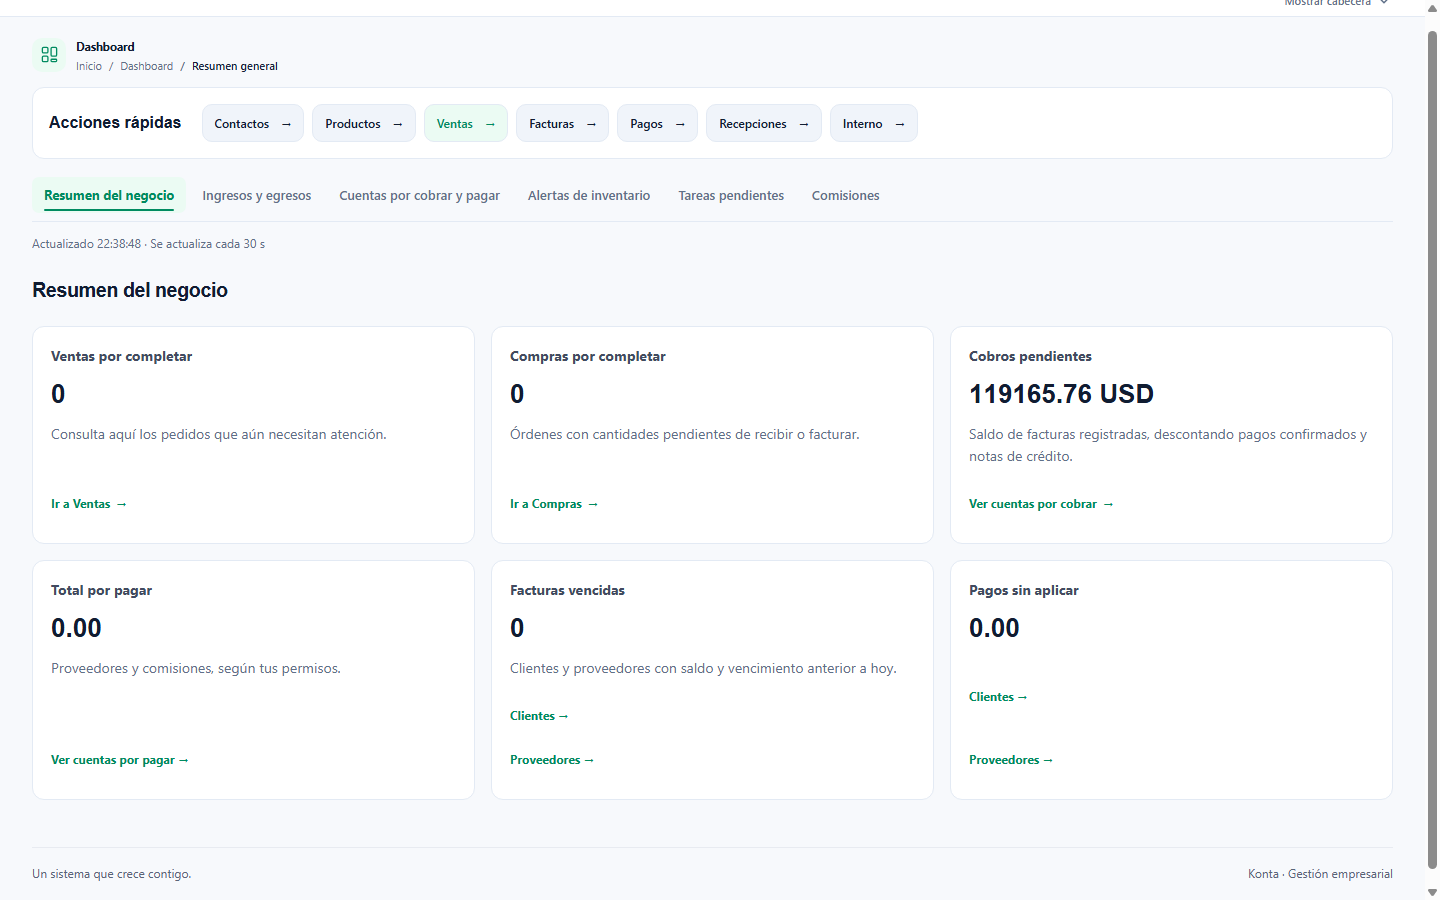 Mostrar cabecera
Dashboard
Inicio / Dashboard / Resumen general
Acciones rápidas
Contactos →
Productos →
Ventas →
Facturas →
Pagos →
Recepciones →
Interno →
Resumen del negocio
Ingresos y egresos
Cuentas por cobrar y pagar
Alertas de inventario
Tareas pendientes
Comisiones
Actualizado 22:38:48 · Se actualiza cada 30 s
Resumen del negocio
Ventas por completar
0
Consulta aquí los pedidos que aún necesitan atención.
Ir a Ventas →
Compras por completar
0
Órdenes con cantidades pendientes de recibir o facturar.
Ir a Compras →
Cobros pendientes
119165.76 USD
Saldo de facturas registradas, descontando pagos confirmados y
notas de crédito.
Ver cuentas por cobrar →
Total por pagar
0.00
Proveedores y comisiones, según tus permisos.
Ver cuentas por pagar →
Facturas vencidas
0
Clientes y proveedores con saldo y vencimiento anterior a hoy.
Clientes →
Proveedores →
Pagos sin aplicar
0.00
Clientes →
Proveedores →
Un sistema que crece contigo.
Konta · Gestión empresarial